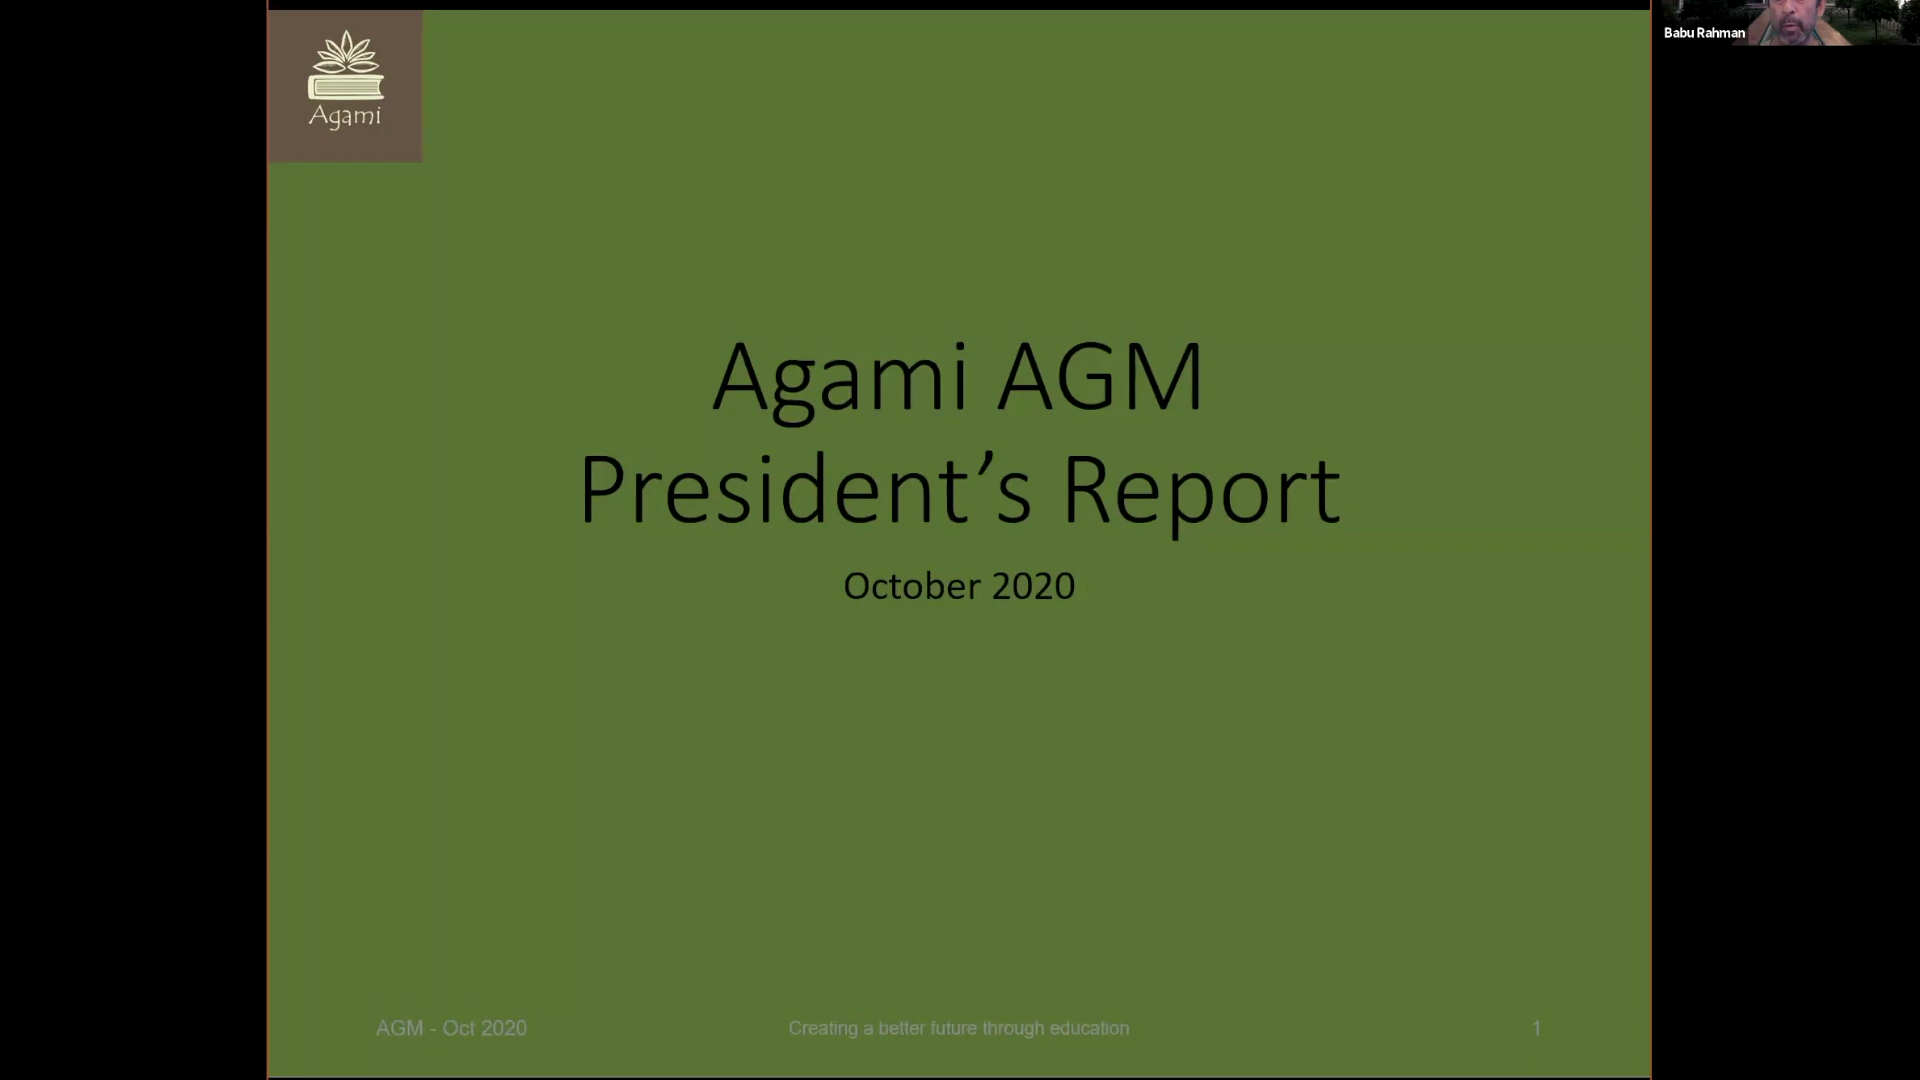 Agami
Babu Rahman
Agami AGM
President’s Report
October 2020
AGM - Oct 2020
Creating a better future through education
1